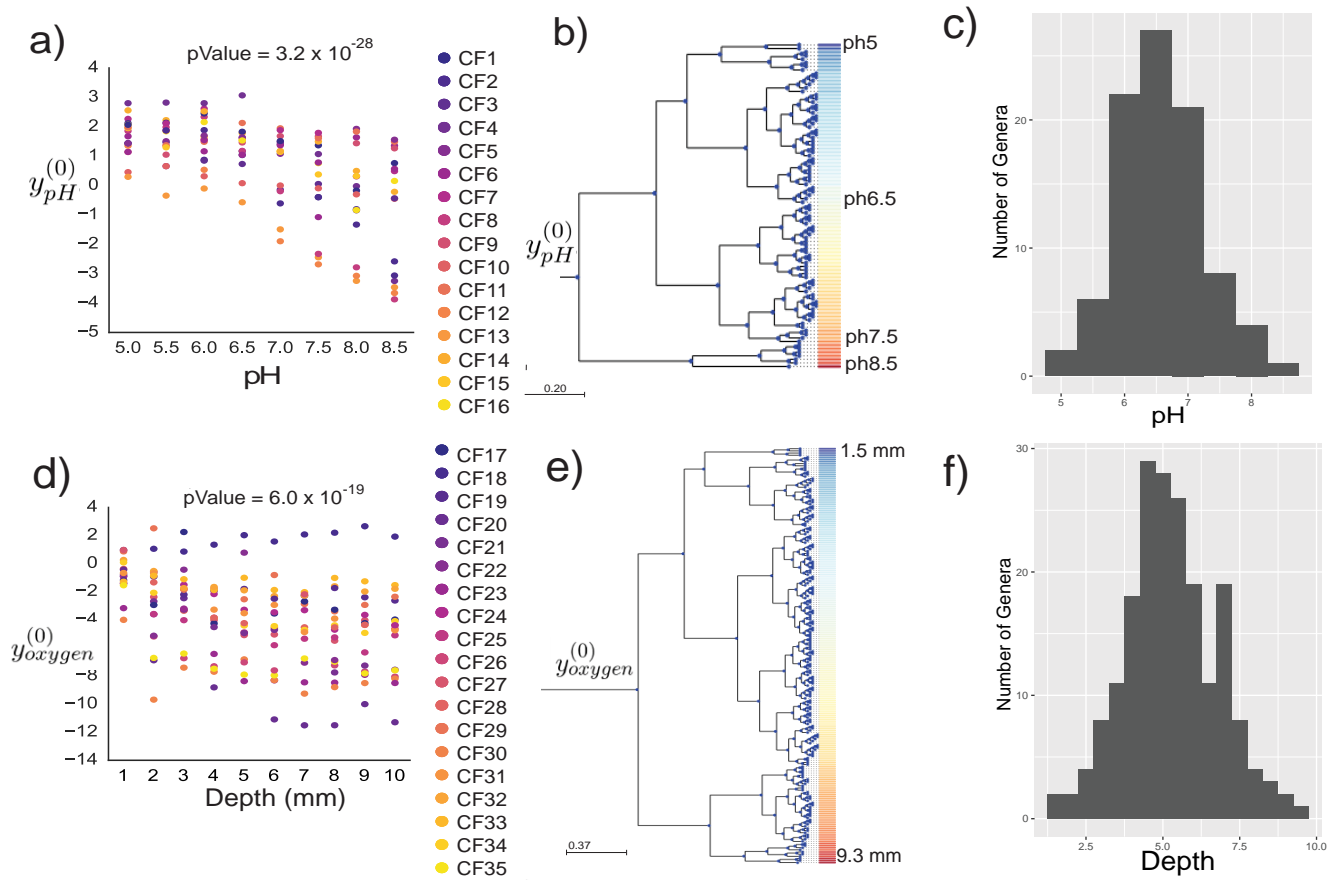 a)
pValue = 3.2 x 10^-28
4
3
2
1
0
−1
−2
−3
−4
−5
y_pH^(0)
5.0 5.5 6.0 6.5 7.0 7.5 8.0 8.5
pH
CF1
CF2
CF3
CF4
CF5
CF6
CF7
CF8
CF9
CF10
CF11
CF12
CF13
CF14
CF15
CF16
b)
y_pH^(0)
ph5
ph6.5
ph7.5
ph8.5
0.20
c)
Number of Genera
20
10
0
5 6 7 8
pH
d)
pValue = 6.0 x 10^-19
4
2
0
−2
−4
−6
−8
−10
−12
−14
y_oxygen^(0)
1 2 3 4 5 6 7 8 9 10
Depth (mm)
CF17
CF18
CF19
CF20
CF21
CF22
CF23
CF24
CF25
CF26
CF27
CF28
CF29
CF30
CF31
CF32
CF33
CF34
CF35
e)
y_oxygen^(0)
1.5 mm
9.3 mm
0.37
f)
Number of Genera
30
20
10
0
2.5 5.0 7.5 10.0
Depth